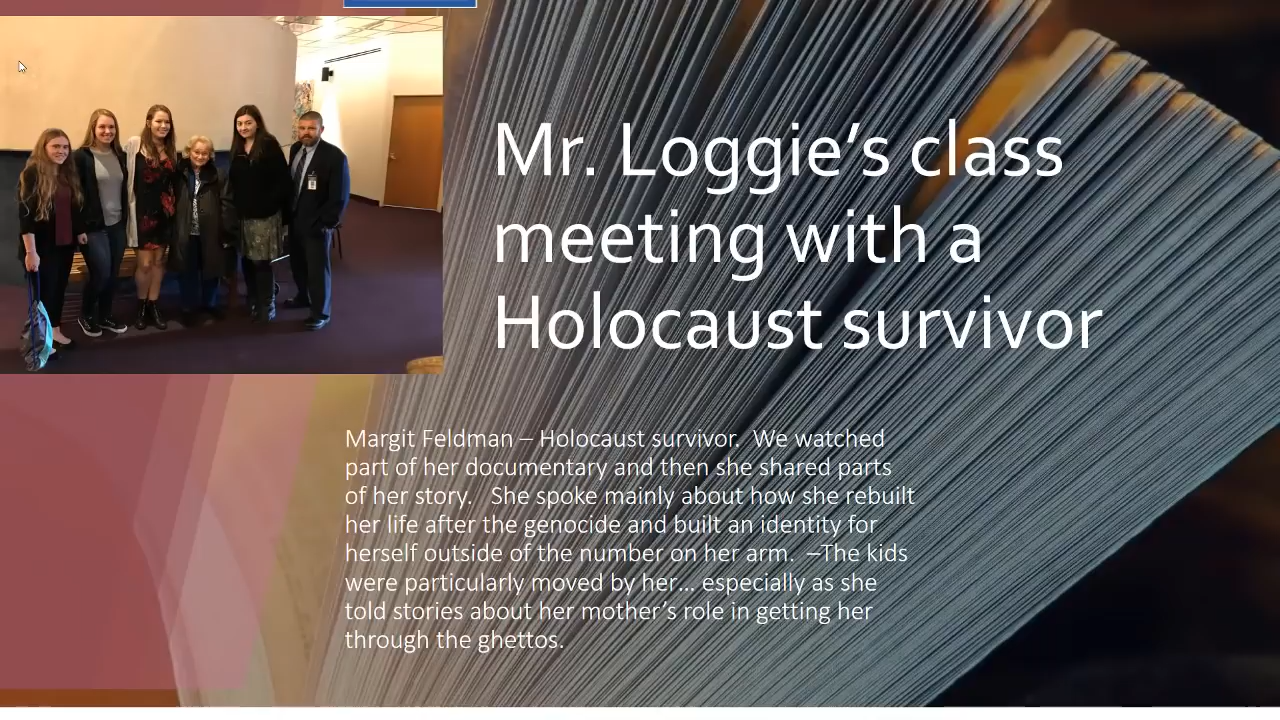 Mr. Loggie’s class
meeting with a
Holocaust survivor
Margit Feldman – Holocaust survivor.  We watched
part of her documentary and then she shared parts
of her story.   She spoke mainly about how she rebuilt
her life after the genocide and built an identity for
herself outside of the number on her arm.  –The kids
were particularly moved by her... especially as she
told stories about her mother’s role in getting her
through the ghettos.